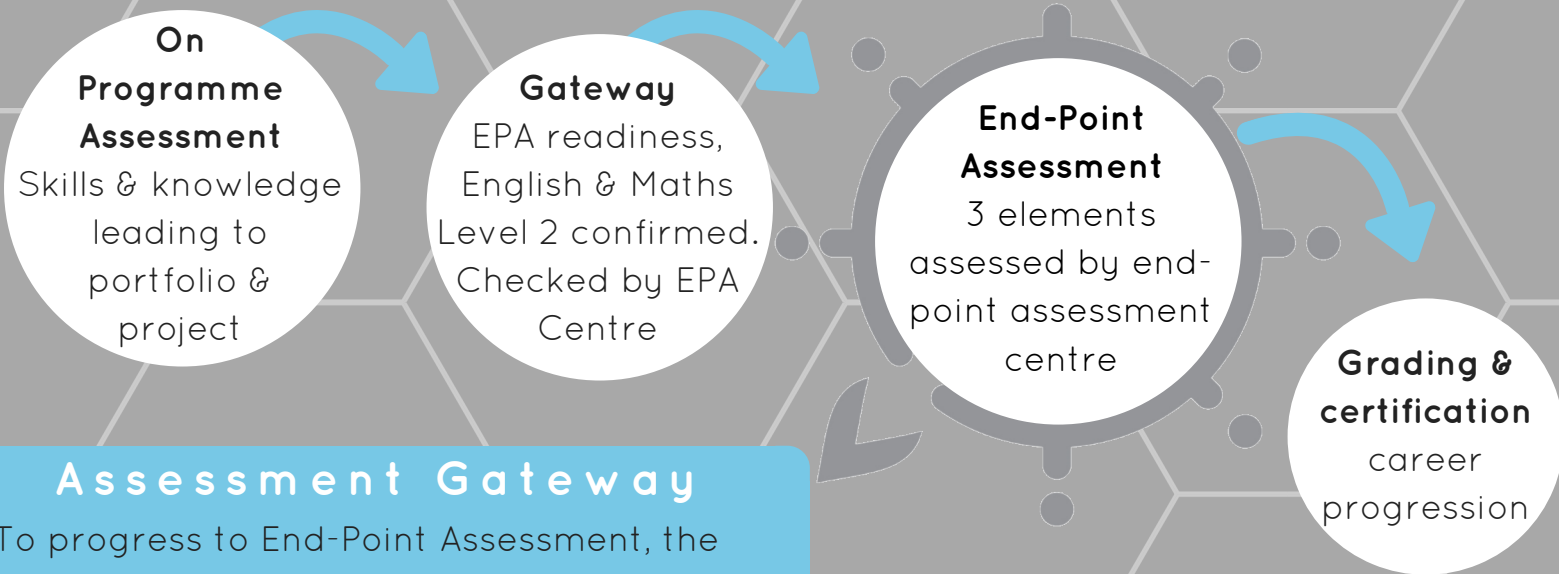 On
Programme
Assessment
Skills & knowledge
leading to
portfolio &
project
Gateway
EPA readiness,
English & Maths
Level 2 confirmed.
Checked by EPA
Centre
End-Point
Assessment
3 elements
assessed by end-
point assessment
centre
Grading &
certification
career
progression
Assessment Gateway
To progress to End-Point Assessment, the